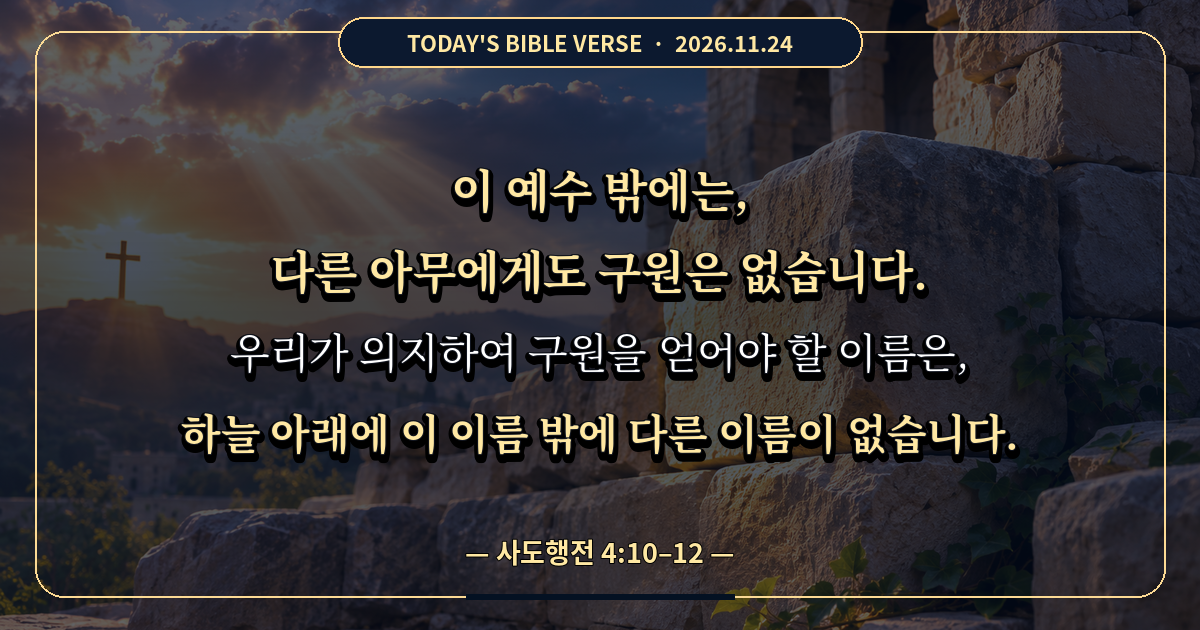 TODAY'S BIBLE VERSE · 2026.11.24
이 예수 밖에는,
다른 아무에게도 구원은 없습니다.
우리가 의지하여 구원을 얻어야 할 이름은,
하늘 아래에 이 이름 밖에 다른 이름이 없습니다.
— 사도행전 4:10–12 —